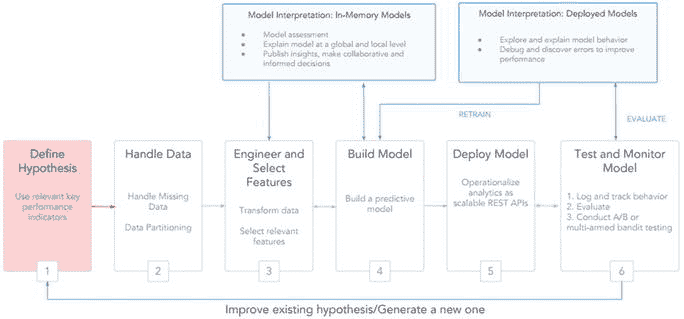 Model Interpretation: In-Memory Models
Model assessment
Explain model at a global and local level
Publish insights, make collaborative and
informed decisions
Model Interpretation: Deployed Models
Explore and explain model behavior
Debug and discover errors to improve
performance
RETRAIN
EVALUATE
Define
Hypothesis
Use relevant key
performance
indicators
1
Handle Data
Handle Missing
Data
Data Partitioning
2
Engineer and
Select
Features
Transform data
Select relevant
features
3
Build Model
Build a predictive
model
4
Deploy Model
Operationalize
analytics as
scalable REST APIs
5
Test and Monitor
Model
1. Log and track behavior
2. Evaluate
3. Conduct A/B or
multi-armed bandit testing
6
Improve existing hypothesis/Generate a new one